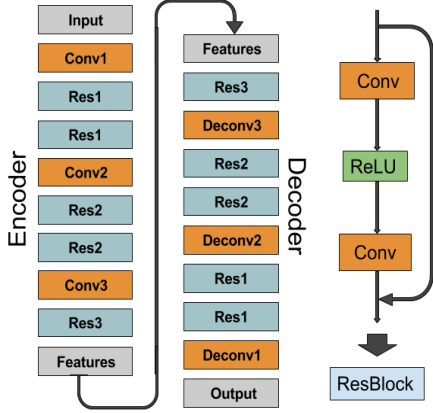 Encoder
Input
Conv1
Res1
Res1
Conv2
Res2
Res2
Conv3
Res3
Features
Decoder
Features
Res3
Deconv3
Res2
Res2
Deconv2
Res1
Res1
Deconv1
Output
Conv
ReLU
Conv
ResBlock